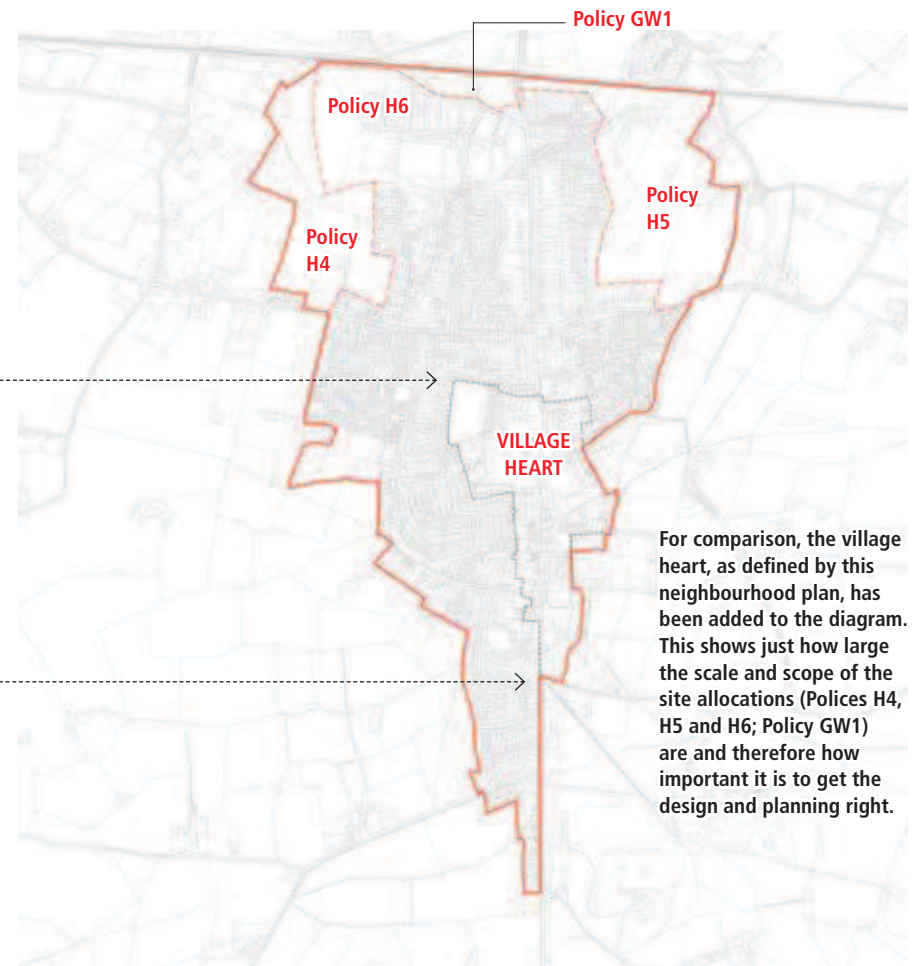 Policy GW1
Policy H6
Policy
H5
Policy
H4
VILLAGE
HEART
For comparison, the village
heart, as defined by this
neighbourhood plan, has
been added to the diagram.
This shows just how large
the scale and scope of the
site allocations (Polices H4,
H5 and H6; Policy GW1)
are and therefore how
important it is to get the
design and planning right.